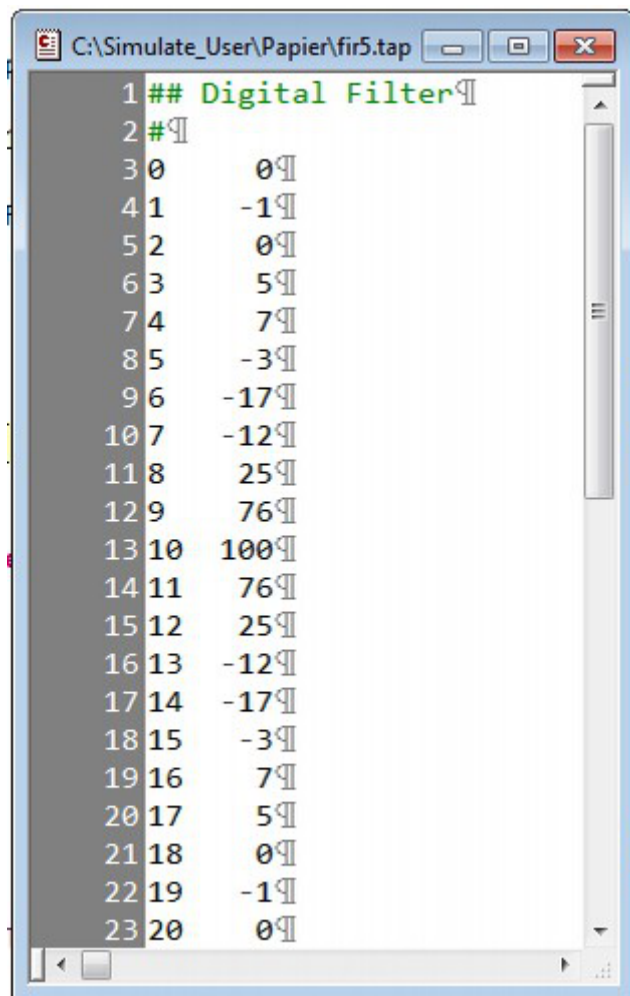 C:\Simulate_User\Papier\fir5.tap
1 ## Digital Filter¶
2 #¶
3 0 0¶
4 1 -1¶
5 2 0¶
6 3 5¶
7 4 7¶
8 5 -3¶
9 6 -17¶
10 7 -12¶
11 8 25¶
12 9 76¶
13 10 100¶
14 11 76¶
15 12 25¶
16 13 -12¶
17 14 -17¶
18 15 -3¶
19 16 7¶
20 17 5¶
21 18 0¶
22 19 -1¶
23 20 0¶